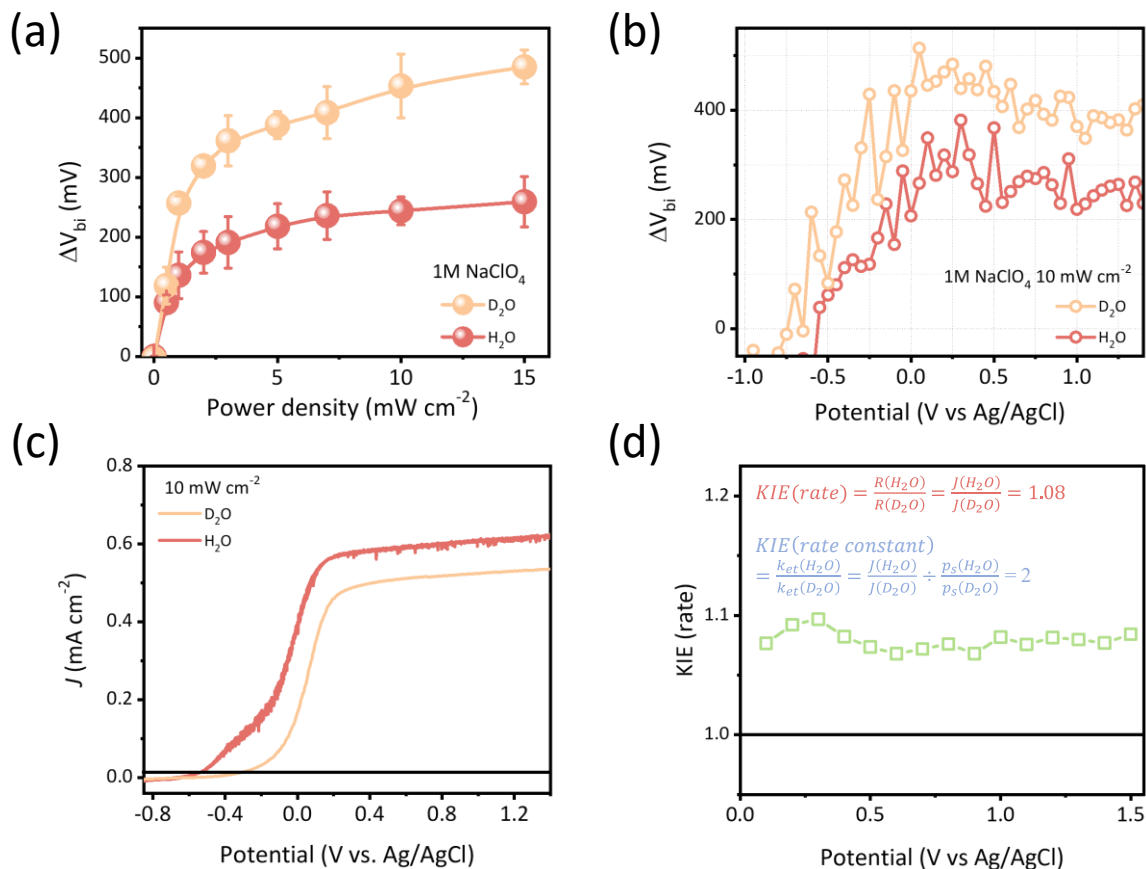 (a)
500
400
300
200
100
0
ΔV_bi (mV)
1M NaClO₄
D₂O
H₂O
0 5 10 15
Power density (mW cm⁻²)
(b)
400
200
0
ΔV_bi (mV)
1M NaClO₄ 10 mW cm⁻²
D₂O
H₂O
-1.0 -0.5 0.0 0.5 1.0
Potential (V vs Ag/AgCl)
(c)
0.8
0.6
0.4
0.2
0.0
J (mA cm⁻²)
10 mW cm⁻²
D₂O
H₂O
-0.8 -0.4 0.0 0.4 0.8 1.2
Potential (V vs. Ag/AgCl)
(d)
1.2
1.1
1.0
KIE (rate)
KIE(rate) = R(H₂O)/R(D₂O) = J(H₂O)/J(D₂O) = 1.08
KIE(rate constant)
= k_et(H₂O)/k_et(D₂O) = J(H₂O)/J(D₂O) ÷ p_s(H₂O)/p_s(D₂O) = 2
0.0 0.5 1.0 1.5
Potential (V vs Ag/AgCl)